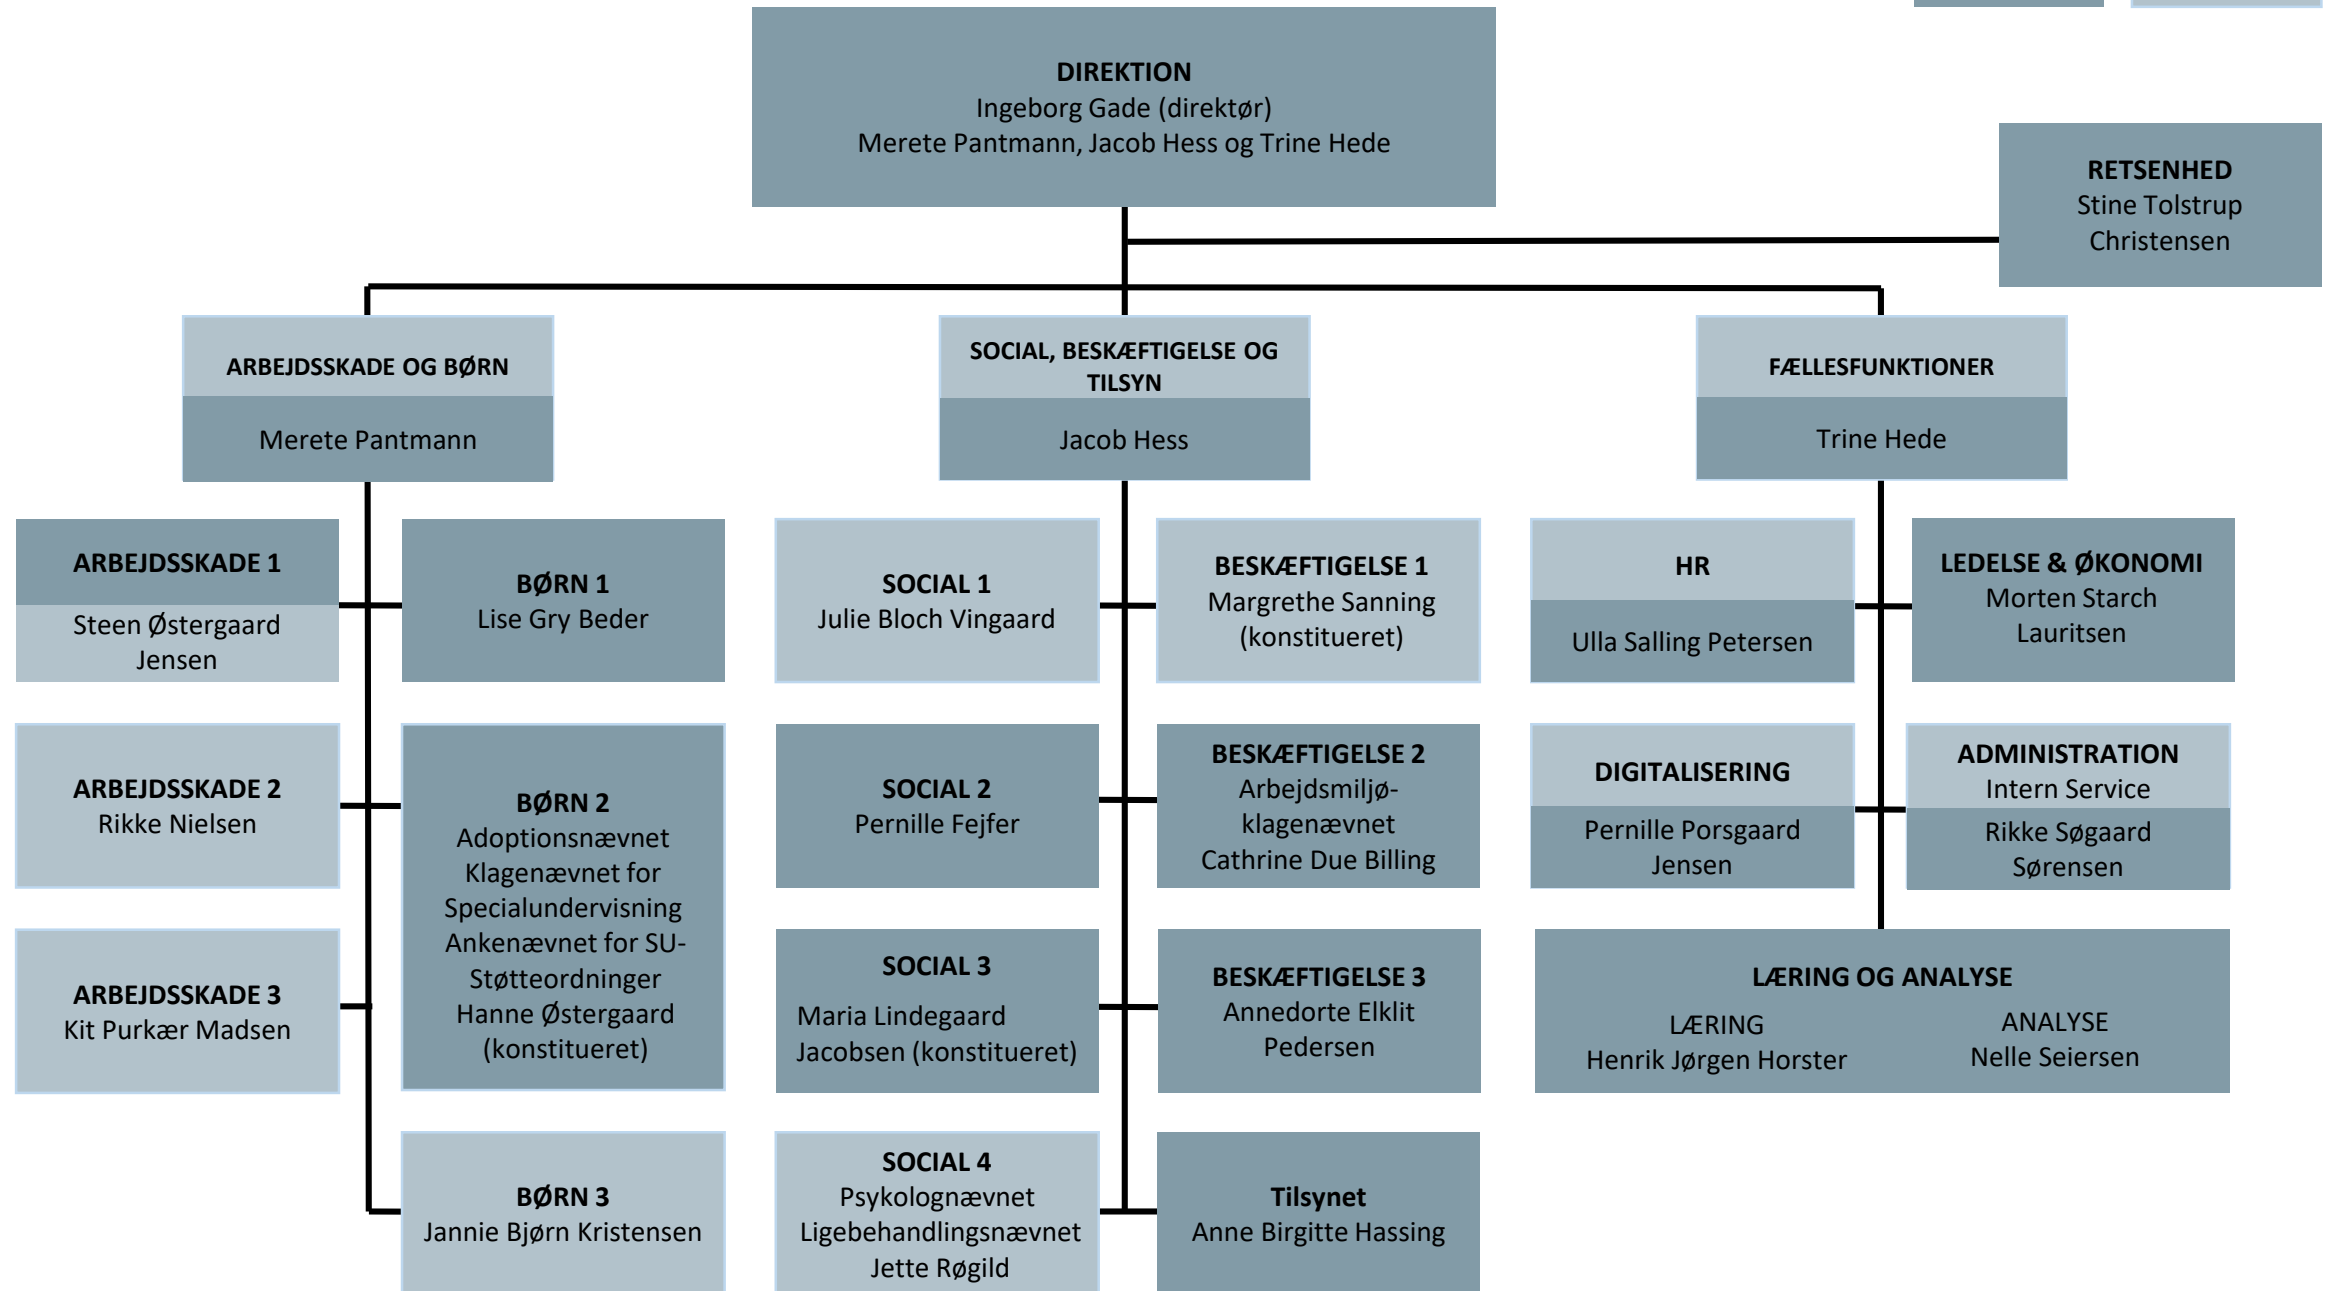 DIREKTION
Ingeborg Gade (direktør)
Merete Pantmann, Jacob Hess og Trine Hede
RETSENHED
Stine Tolstrup
Christensen
ARBEJDSSKADE OG BØRN
Merete Pantmann
SOCIAL, BESKÆFTIGELSE OG
TILSYN
Jacob Hess
FÆLLESFUNKTIONER
Trine Hede
ARBEJDSSKADE 1
Steen Østergaard
Jensen
BØRN 1
Lise Gry Beder
SOCIAL 1
Julie Bloch Vingaard
BESKÆFTIGELSE 1
Margrethe Sanning
(konstitueret)
HR
Ulla Salling Petersen
LEDELSE & ØKONOMI
Morten Starch
Lauritsen
ARBEJDSSKADE 2
Rikke Nielsen
BØRN 2
Adoptionsnævnet
Klagenævnet for
Specialundervisning
Ankenævnet for SU-
Støtteordninger
Hanne Østergaard
(konstitueret)
SOCIAL 2
Pernille Fejfer
BESKÆFTIGELSE 2
Arbejdsmiljø-
klagenævnet
Cathrine Due Billing
DIGITALISERING
Pernille Porsgaard
Jensen
ADMINISTRATION
Intern Service
Rikke Søgaard
Sørensen
ARBEJDSSKADE 3
Kit Purkær Madsen
SOCIAL 3
Maria Lindegaard
Jacobsen (konstitueret)
BESKÆFTIGELSE 3
Annedorte Elklit
Pedersen
LÆRING OG ANALYSE
LÆRING
Henrik Jørgen Horster
ANALYSE
Nelle Seiersen
BØRN 3
Jannie Bjørn Kristensen
SOCIAL 4
Psykolognævnet
Ligebehandlingsnævnet
Jette Røgild
Tilsynet
Anne Birgitte Hassing